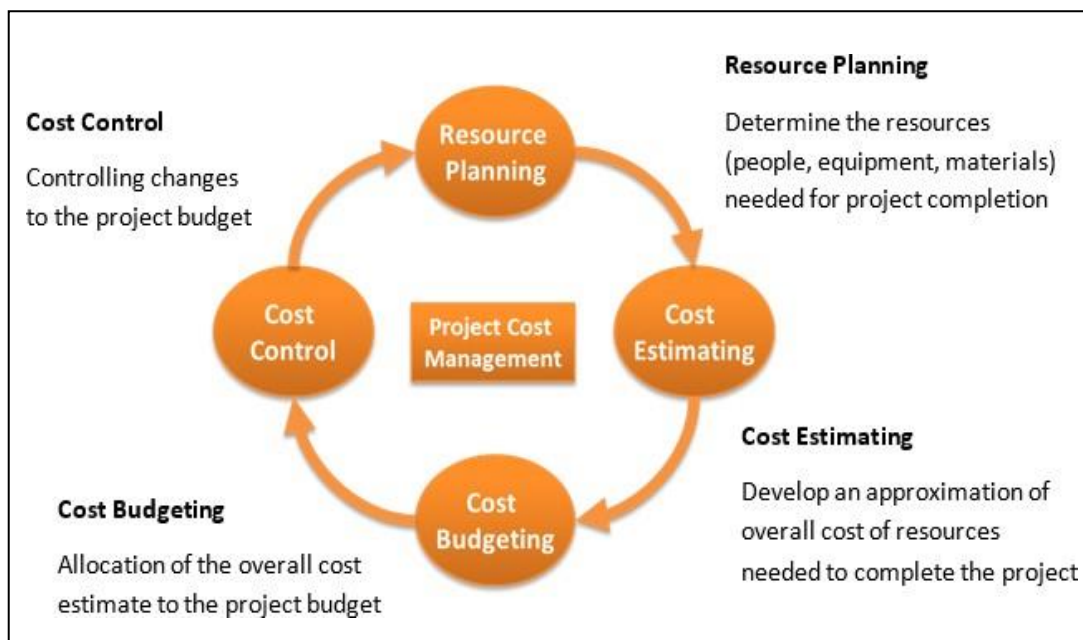 Resource Planning
Determine the resources
(people, equipment, materials)
needed for project completion
Cost Control
Controlling changes
to the project budget
Resource
Planning
Cost
Control
Project Cost
Management
Cost
Estimating
Cost
Budgeting
Cost Estimating
Develop an approximation of
overall cost of resources
needed to complete the project
Cost Budgeting
Allocation of the overall cost
estimate to the project budget